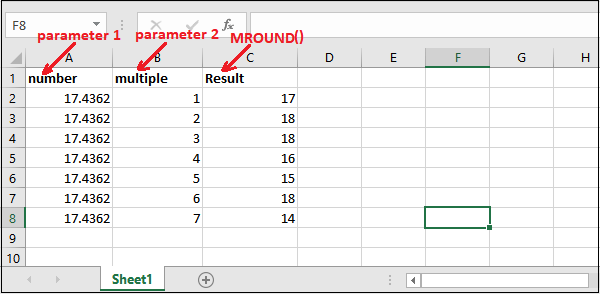 F8
fx
parameter 1 parameter 2 MROUND()
A B C D E F G H
1 number multiple Result
2 17.4362 1 17
3 17.4362 2 18
4 17.4362 3 18
5 17.4362 4 16
6 17.4362 5 15
7 17.4362 6 18
8 17.4362 7 14
9
10
Sheet1